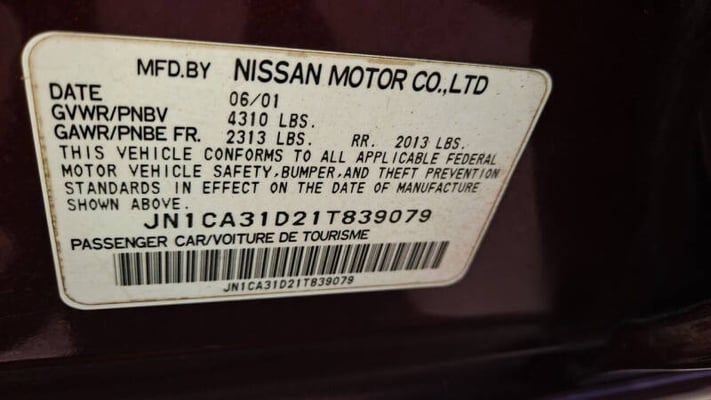 MFD.BY NISSAN MOTOR CO.,LTD
DATE 06/01
GVWR/PNBV 4310 LBS.
GAWR/PNBE FR. 2313 LBS. RR. 2013 LBS.
THIS VEHICLE CONFORMS TO ALL APPLICABLE FEDERAL
MOTOR VEHICLE SAFETY,BUMPER,AND THEFT PREVENTION
STANDARDS IN EFFECT ON THE DATE OF MANUFACTURE
SHOWN ABOVE.
JN1CA31D21T839079
PASSENGER CAR/VOITURE DE TOURISME
JN1CA31D21T839079